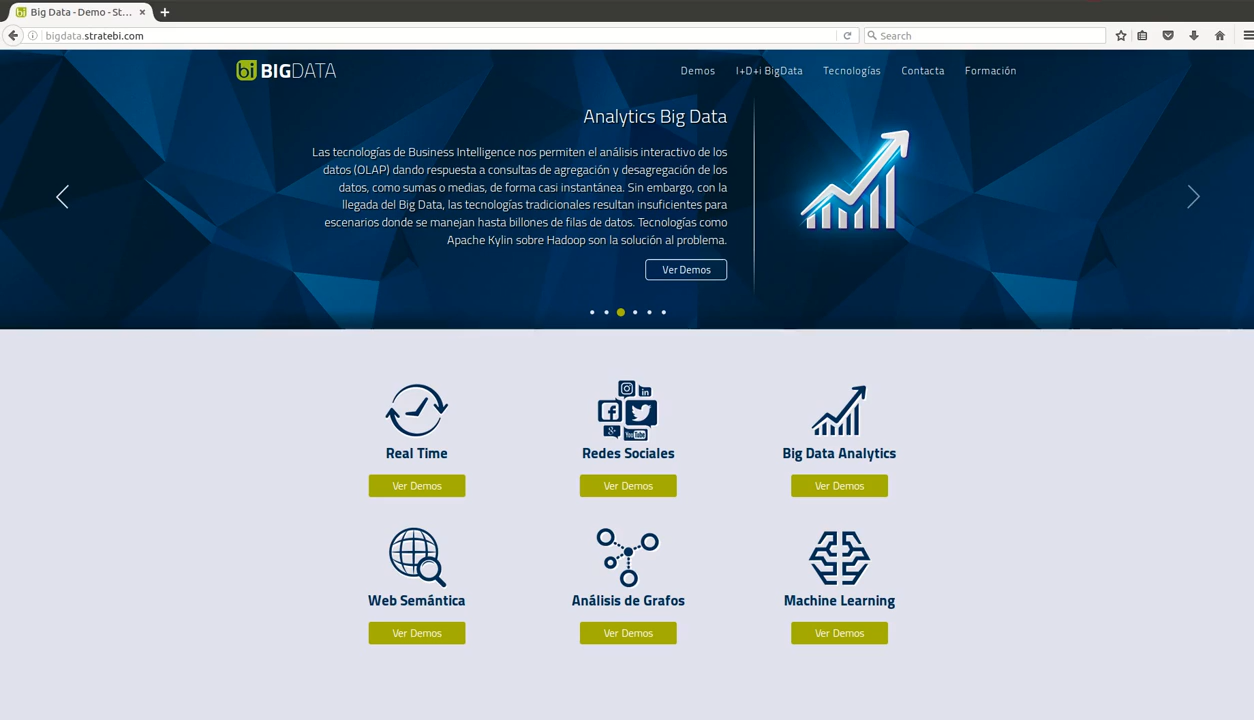 Big Data - Demo - St...
bigdata.stratebi.com
Search
bi BIGDATA
Demos
I+D+i BigData
Tecnologías
Contacta
Formación
Analytics Big Data
Las tecnologías de Business Intelligence nos permiten el análisis interactivo de los
datos (OLAP) dando respuesta a consultas de agregación y desagregación de los
datos, como sumas o medias, de forma casi instantánea. Sin embargo, con la
llegada del Big Data, las tecnologías tradicionales resultan insuficientes para
escenarios donde se manejan hasta billones de filas de datos. Tecnologías como
Apache Kylin sobre Hadoop son la solución al problema.
Ver Demos
in
You Tube
Real Time
Redes Sociales
Big Data Analytics
Ver Demos
Ver Demos
Ver Demos
Web Semántica
Análisis de Grafos
Machine Learning
Ver Demos
Ver Demos
Ver Demos